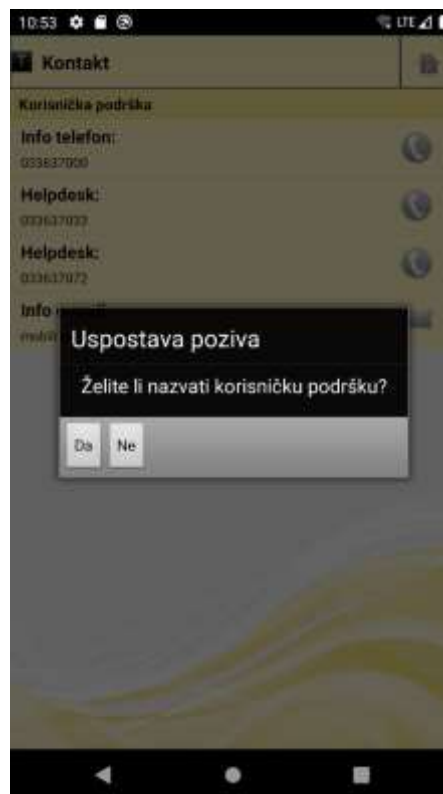 10:53
LTE
Kontakt
Korisnička podrška
Info telefon:
033637000
Helpdesk:
033637033
Helpdesk:
033637072
Info
Uspostava poziva
Želite li nazvati korisničku podršku?
Da Ne